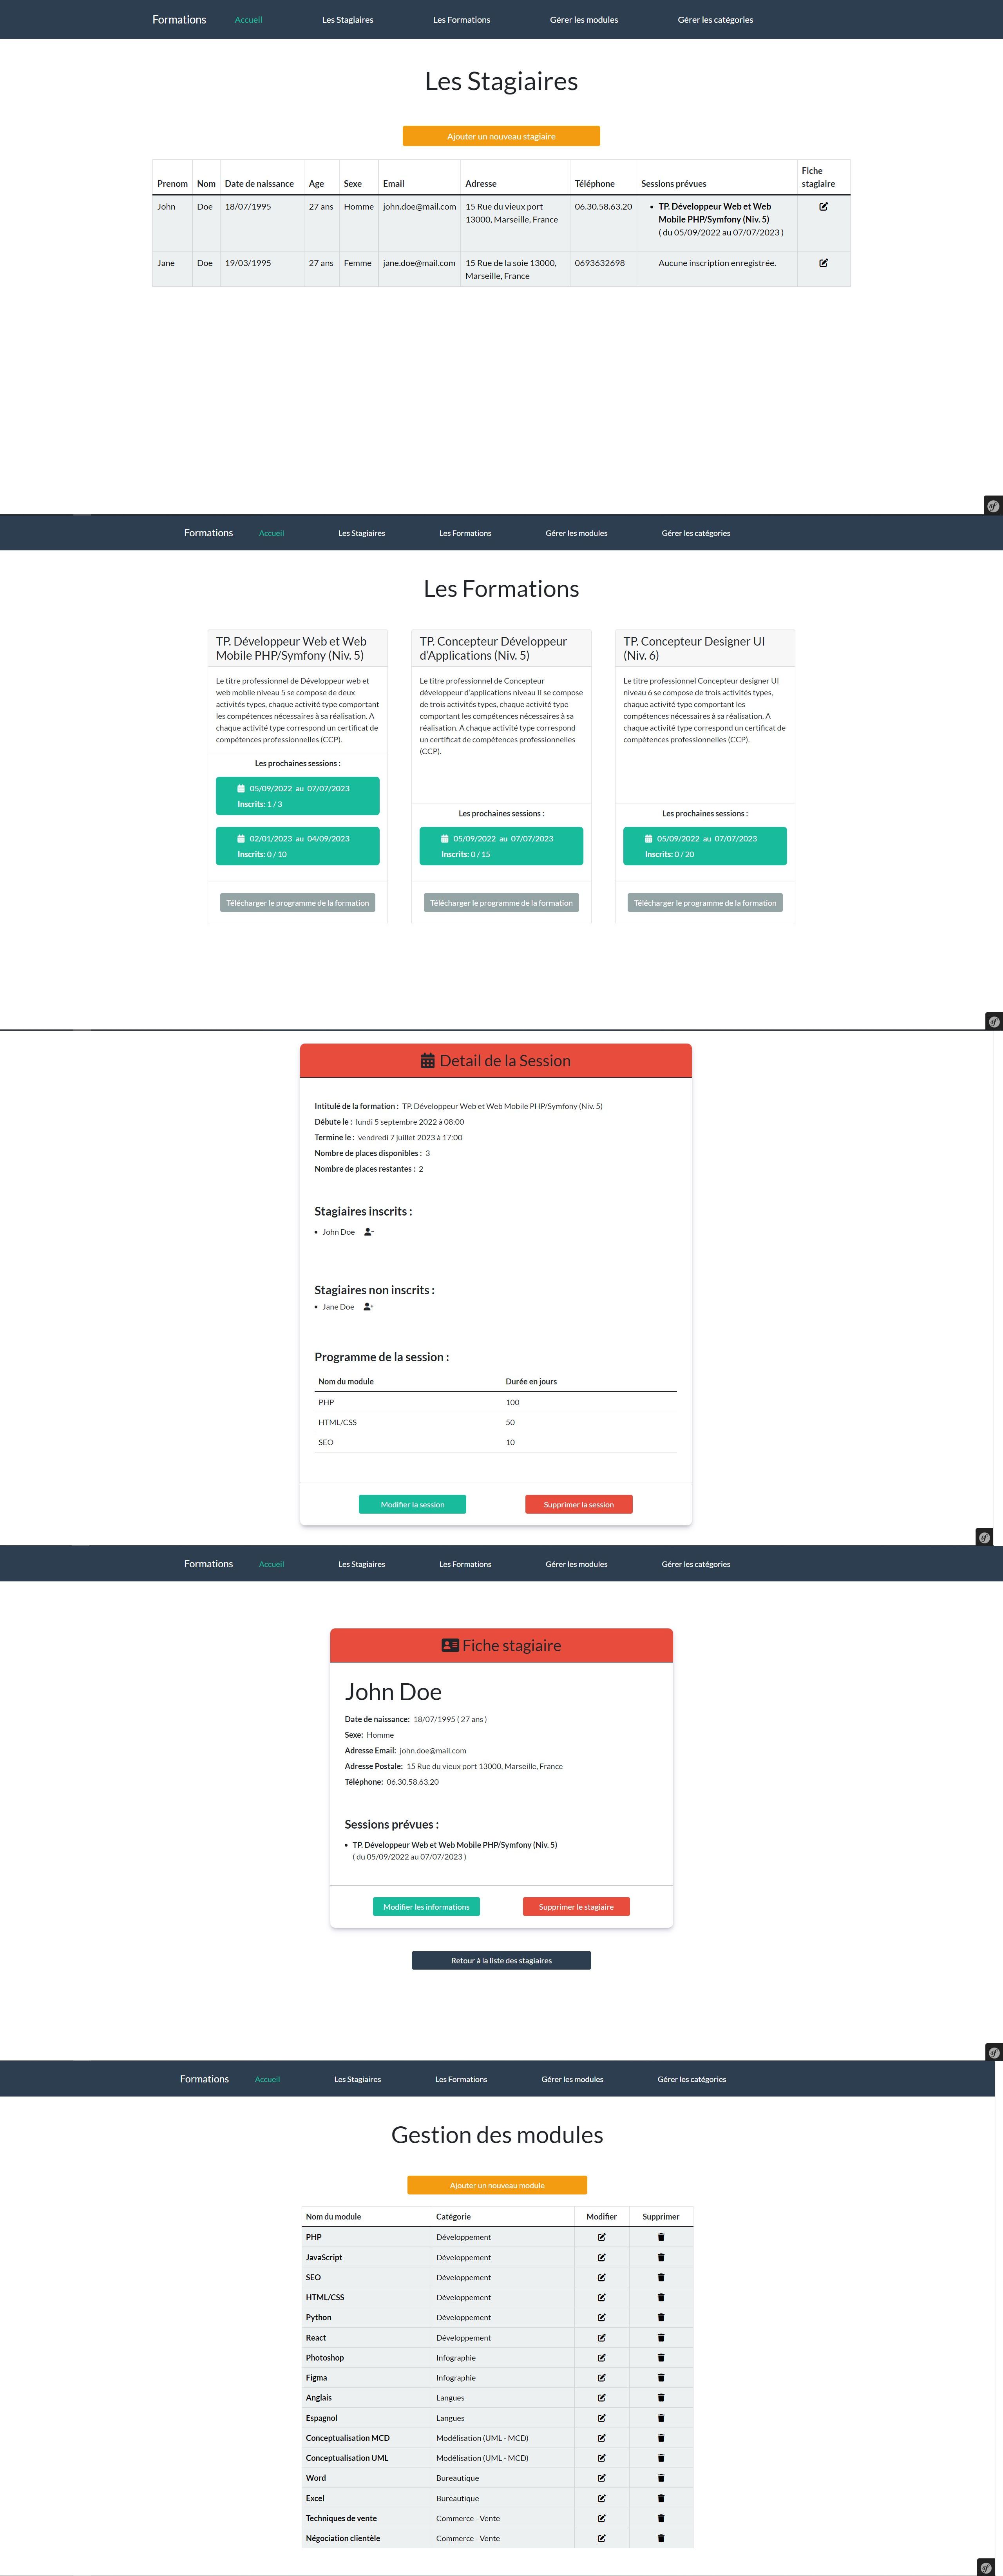 Formations Accueil Les Stagiaires Les Formations Gérer les modules Gérer les catégories
Les Stagiaires
Ajouter un nouveau stagiaire
Prenom Nom Date de naissance Age Sexe Email Adresse Téléphone Sessions prévues Fiche stagiaire
John Doe 18/07/1995 27 ans Homme john.doe@mail.com 15 Rue du vieux port 13000, Marseille, France 06.30.58.63.20 • TP. Développeur Web et Web Mobile PHP/Symfony (Niv. 5) ( du 05/09/2022 au 07/07/2023 )
Jane Doe 19/03/1995 27 ans Femme jane.doe@mail.com 15 Rue de la soie 13000, Marseille, France 0693632698 Aucune inscription enregistrée.
sf
Formations Accueil Les Stagiaires Les Formations Gérer les modules Gérer les catégories
Les Formations
TP. Développeur Web et Web
Mobile PHP/Symfony (Niv. 5)
Le titre professionnel de Développeur web et
web mobile niveau 5 se compose de deux
activités types, chaque activité type comportant
les compétences nécessaires à sa réalisation. A
chaque activité type correspond un certificat de
compétences professionnelles (CCP).
Les prochaines sessions :
05/09/2022 au 07/07/2023
Inscrits: 1 / 3
02/01/2023 au 04/09/2023
Inscrits: 0 / 10
Télécharger le programme de la formation
TP. Concepteur Développeur
d'Applications (Niv. 5)
Le titre professionnel de Concepteur
développeur d'applications niveau II se compose
de trois activités types, chaque activité type
comportant les compétences nécessaires à sa
réalisation. A chaque activité type correspond
un certificat de compétences professionnelles
(CCP).
Les prochaines sessions :
05/09/2022 au 07/07/2023
Inscrits: 0 / 15
Télécharger le programme de la formation
TP. Concepteur Designer UI
(Niv. 6)
Le titre professionnel Concepteur designer UI
niveau 6 se compose de trois activités types,
chaque activité type comportant les
compétences nécessaires à sa réalisation. A
chaque activité type correspond un certificat de
compétences professionnelles (CCP).
Les prochaines sessions :
05/09/2022 au 07/07/2023
Inscrits: 0 / 20
Télécharger le programme de la formation
sf
Detail de la Session
Intitulé de la formation : TP. Développeur Web et Web Mobile PHP/Symfony (Niv. 5)
Débute le : lundi 5 septembre 2022 à 08:00
Termine le : vendredi 7 juillet 2023 à 17:00
Nombre de places disponibles : 3
Nombre de places restantes : 2
Stagiaires inscrits :
• John Doe
Stagiaires non inscrits :
• Jane Doe
Programme de la session :
Nom du module Durée en jours
PHP 100
HTML/CSS 50
SEO 10
Modifier la session Supprimer la session
sf
Formations Accueil Les Stagiaires Les Formations Gérer les modules Gérer les catégories
Fiche stagiaire
John Doe
Date de naissance: 18/07/1995 ( 27 ans )
Sexe: Homme
Adresse Email: john.doe@mail.com
Adresse Postale: 15 Rue du vieux port 13000, Marseille, France
Téléphone: 06.30.58.63.20
Sessions prévues :
• TP. Développeur Web et Web Mobile PHP/Symfony (Niv. 5)
( du 05/09/2022 au 07/07/2023 )
Modifier les informations Supprimer le stagiaire
Retour à la liste des stagiaires
sf
Formations Accueil Les Stagiaires Les Formations Gérer les modules Gérer les catégories
Gestion des modules
Ajouter un nouveau module
Nom du module Catégorie Modifier Supprimer
PHP Développement
JavaScript Développement
SEO Développement
HTML/CSS Développement
Python Développement
React Développement
Photoshop Infographie
Figma Infographie
Anglais Langues
Espagnol Langues
Conceptualisation MCD Modélisation (UML - MCD)
Conceptualisation UML Modélisation (UML - MCD)
Word Bureautique
Excel Bureautique
Techniques de vente Commerce - Vente
Négociation clientèle Commerce - Vente
sf